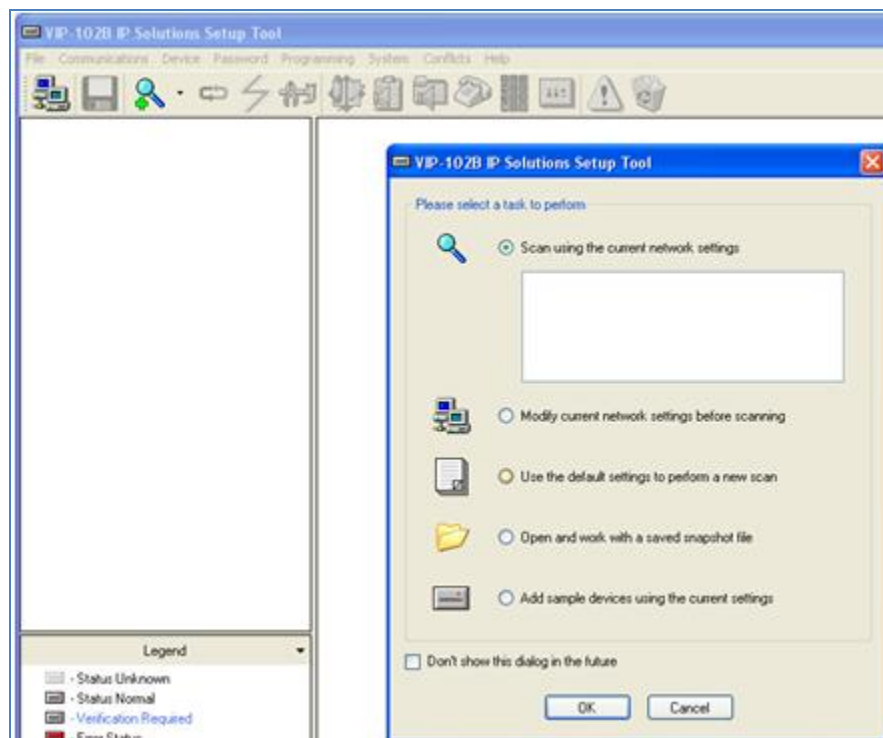 VIP-102B IP Solutions Setup Tool
File Communications Device Password Programming System Conflicts Help
VIP-102B IP Solutions Setup Tool
Please select a task to perform
Scan using the current network settings
Modify current network settings before scanning
Use the default settings to perform a new scan
Open and work with a saved snapshot file
Add sample devices using the current settings
Don't show this dialog in the future
OK Cancel
Legend
- Status Unknown
- Status Normal
- Verification Required
- Error Status